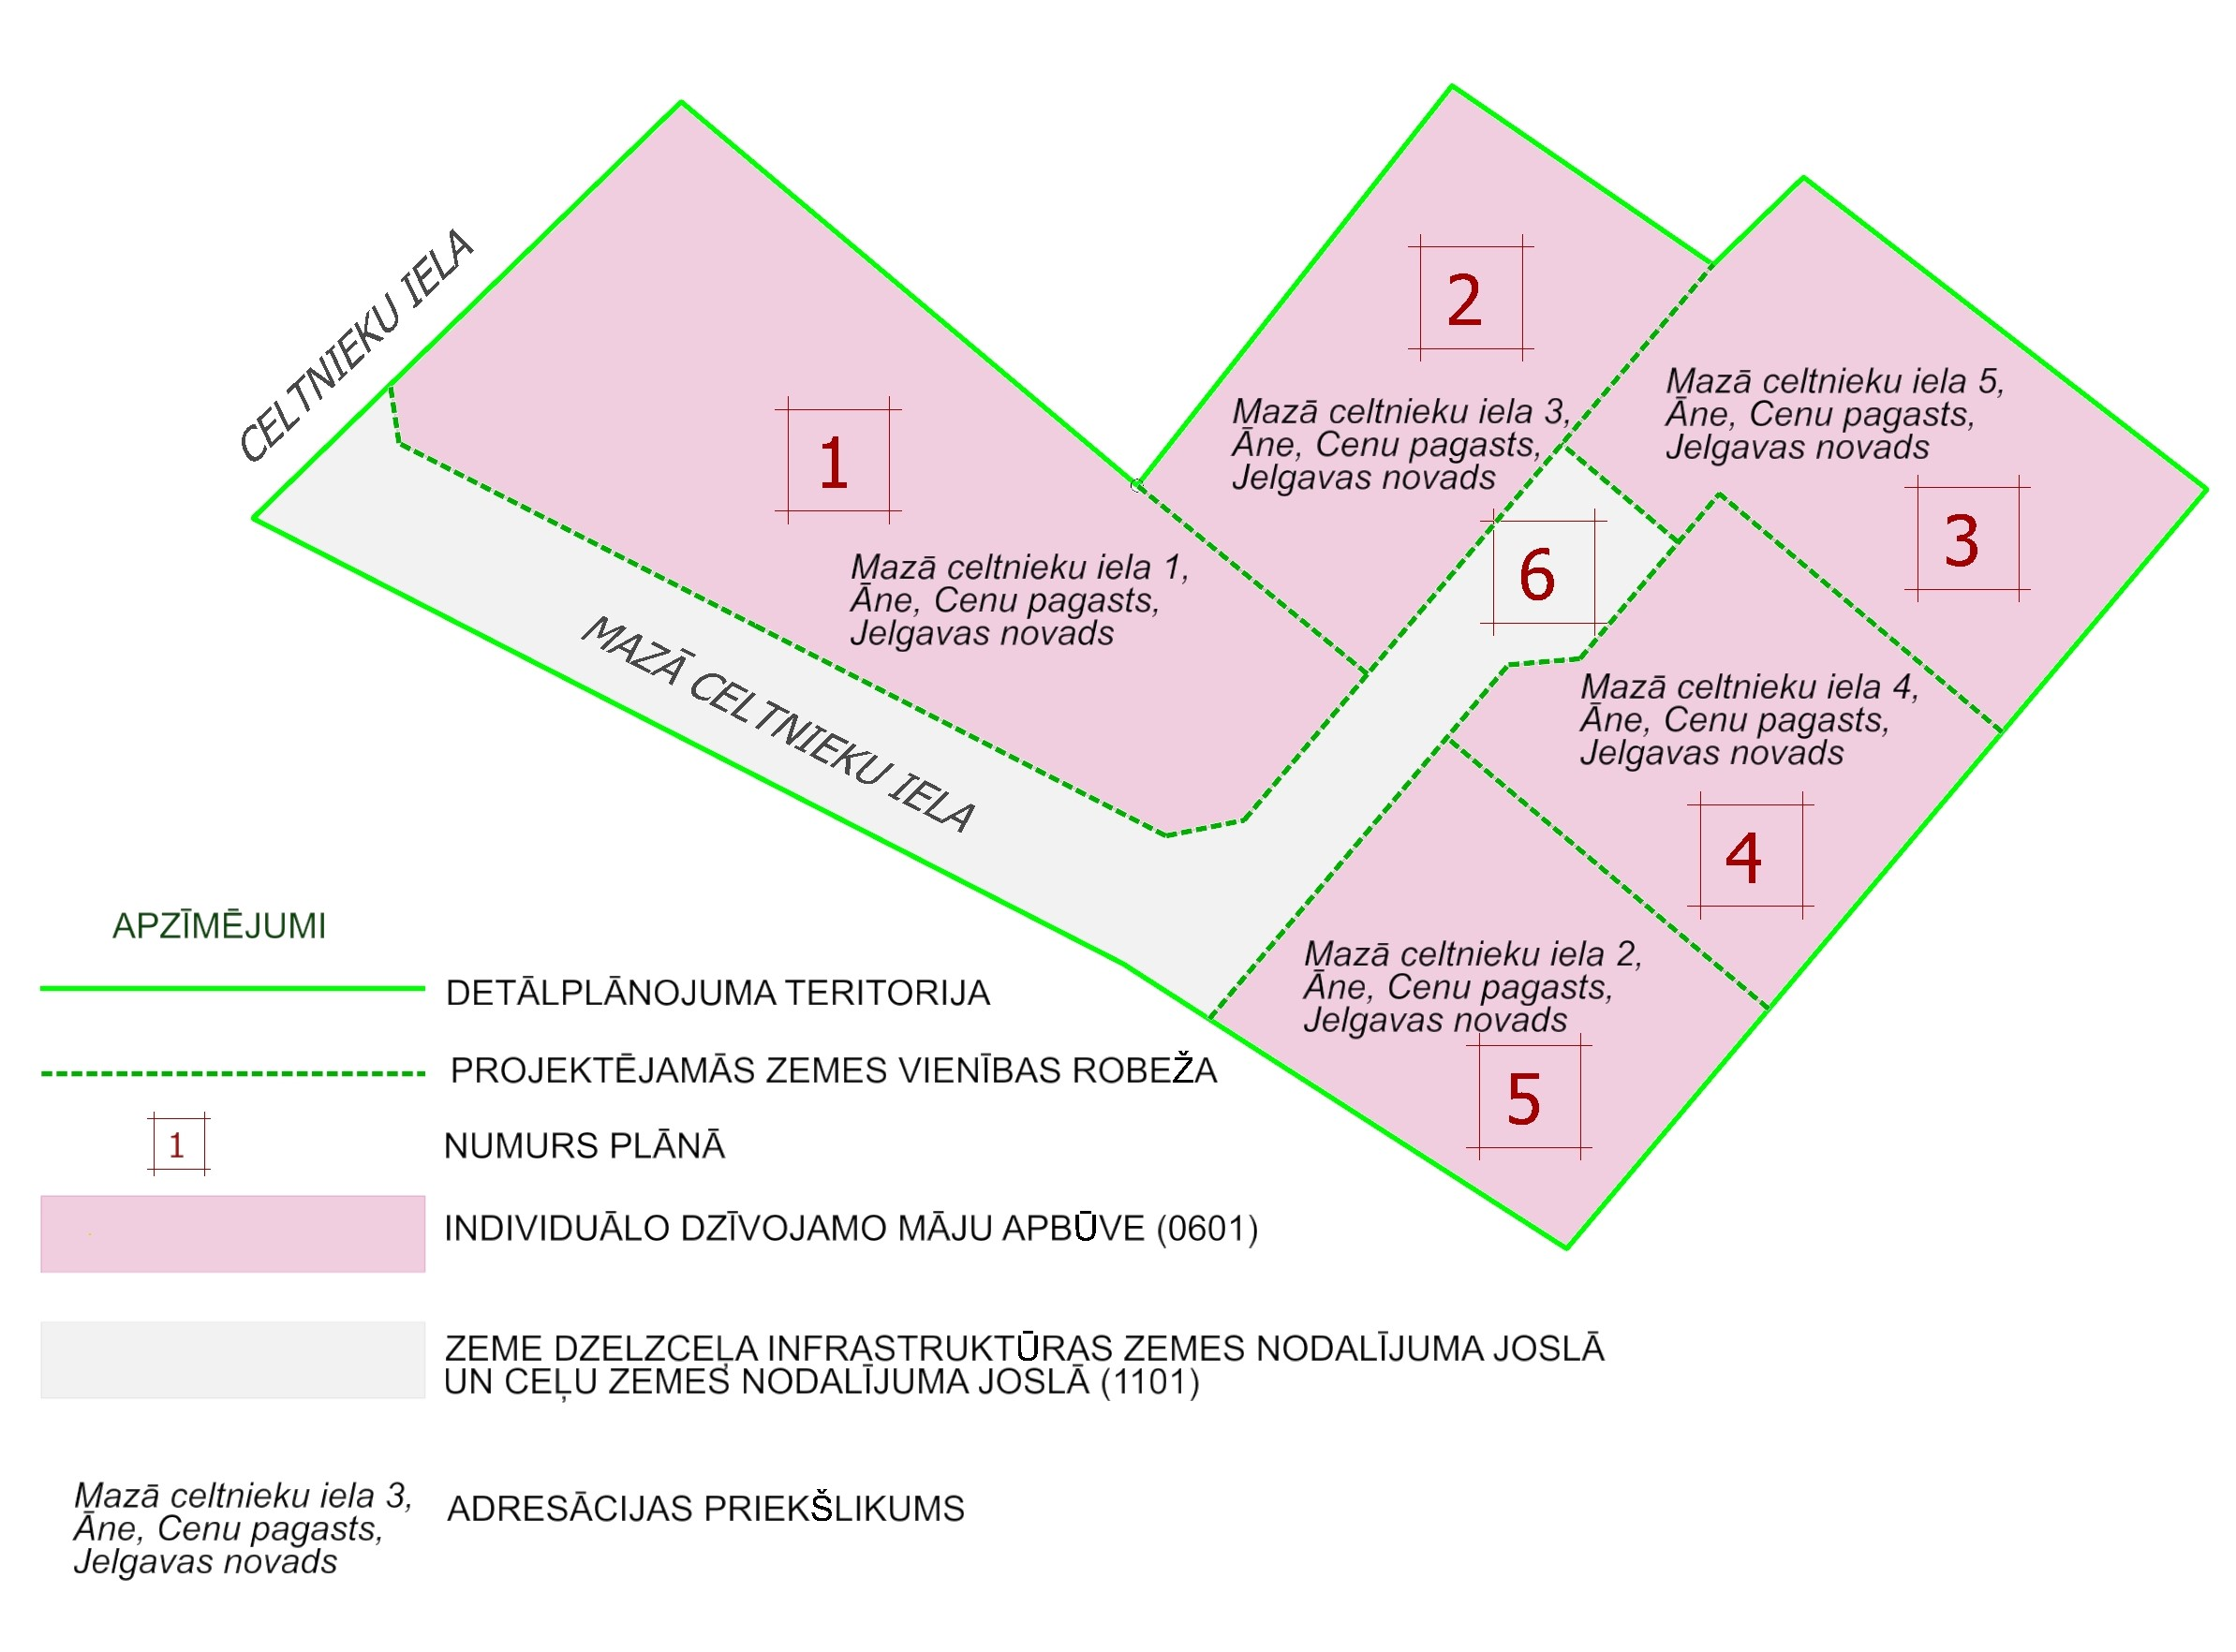 CELTNIEKU IELA
1
Mazā celtnieku iela 1,
Āne, Cenu pagasts,
Jelgavas novads
2
Mazā celtnieku iela 3,
Āne, Cenu pagasts,
Jelgavas novads
Mazā celtnieku iela 5,
Āne, Cenu pagasts,
Jelgavas novads
3
6
MAZĀ CELTNIEKU IELA
Mazā celtnieku iela 4,
Āne, Cenu pagasts,
Jelgavas novads
4
Mazā celtnieku iela 2,
Āne, Cenu pagasts,
Jelgavas novads
5
APZĪMĒJUMI
DETĀLPLĀNOJUMA TERITORIJA
PROJEKTĒJAMĀS ZEMES VIENĪBAS ROBEŽA
1
NUMURS PLĀNĀ
INDIVIDUĀLO DZĪVOJAMO MĀJU APBŪVE (0601)
ZEME DZELZCEĻA INFRASTRUKTŪRAS ZEMES NODALĪJUMA JOSLĀ
UN CEĻU ZEMES NODALĪJUMA JOSLĀ (1101)
Mazā celtnieku iela 3,
Āne, Cenu pagasts,
Jelgavas novads
ADRESĀCIJAS PRIEKŠLIKUMS